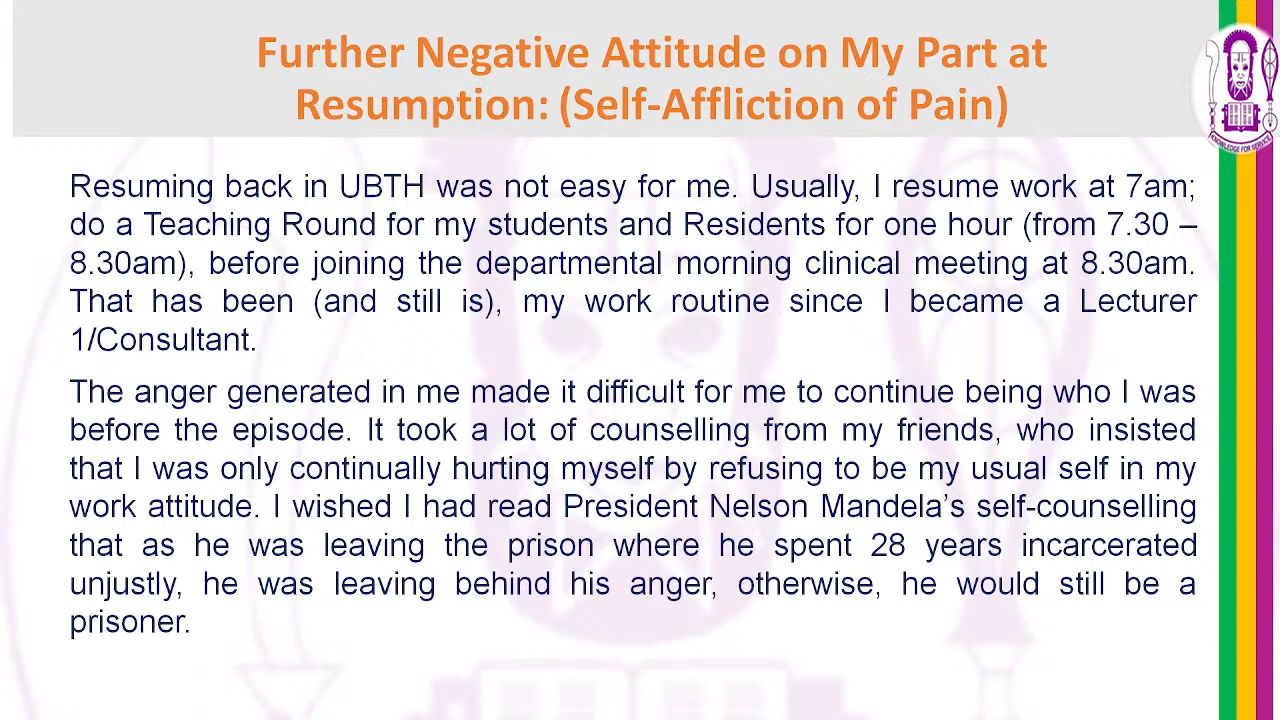 Further Negative Attitude on My Part at
Resumption: (Self-Affliction of Pain)
KNOWLEDGE FOR SERVICE
Resuming back in UBTH was not easy for me. Usually, I resume work at 7am;
do a Teaching Round for my students and Residents for one hour (from 7.30 –
8.30am), before joining the departmental morning clinical meeting at 8.30am.
That has been (and still is), my work routine since I became a Lecturer
1/Consultant.
The anger generated in me made it difficult for me to continue being who I was
before the episode. It took a lot of counselling from my friends, who insisted
that I was only continually hurting myself by refusing to be my usual self in my
work attitude. I wished I had read President Nelson Mandela’s self-counselling
that as he was leaving the prison where he spent 28 years incarcerated
unjustly, he was leaving behind his anger, otherwise, he would still be a
prisoner.